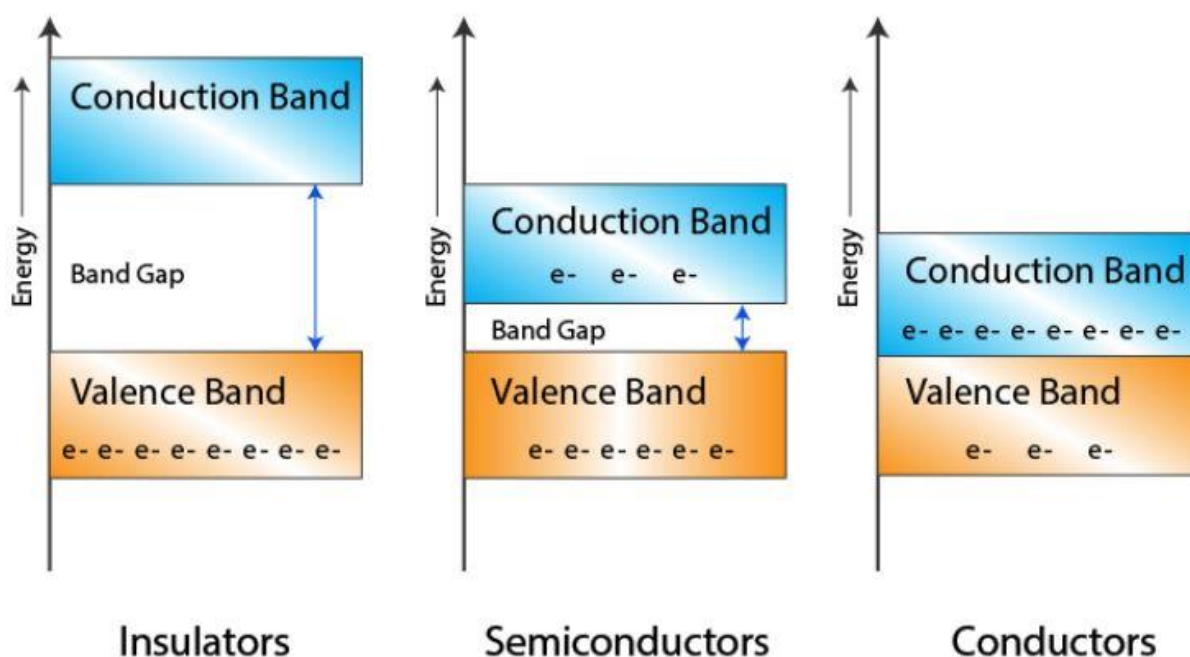 Energy
Conduction Band
Band Gap
Valence Band
e- e- e- e- e- e- e- e-
Insulators
Energy
Conduction Band
e- e- e-
Band Gap
Valence Band
e- e- e- e- e- e-
Semiconductors
Energy
Conduction Band
e- e- e- e- e- e- e- e-
Valence Band
e- e- e-
Conductors